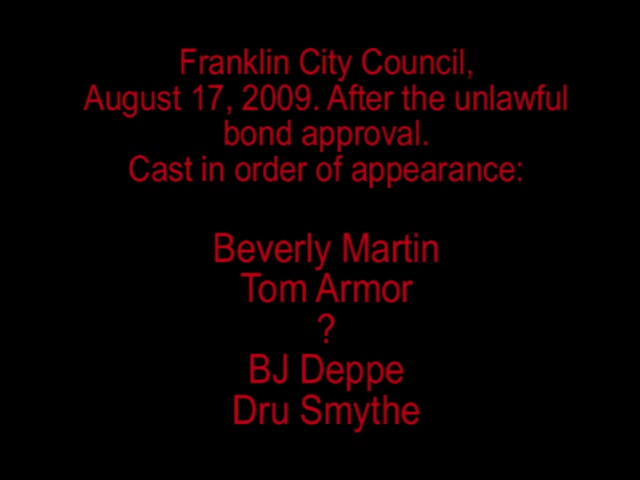 Franklin City Council,
August 17, 2009. After the unlawful
bond approval.
Cast in order of appearance:
Beverly Martin
Tom Armor
?
BJ Deppe
Dru Smythe